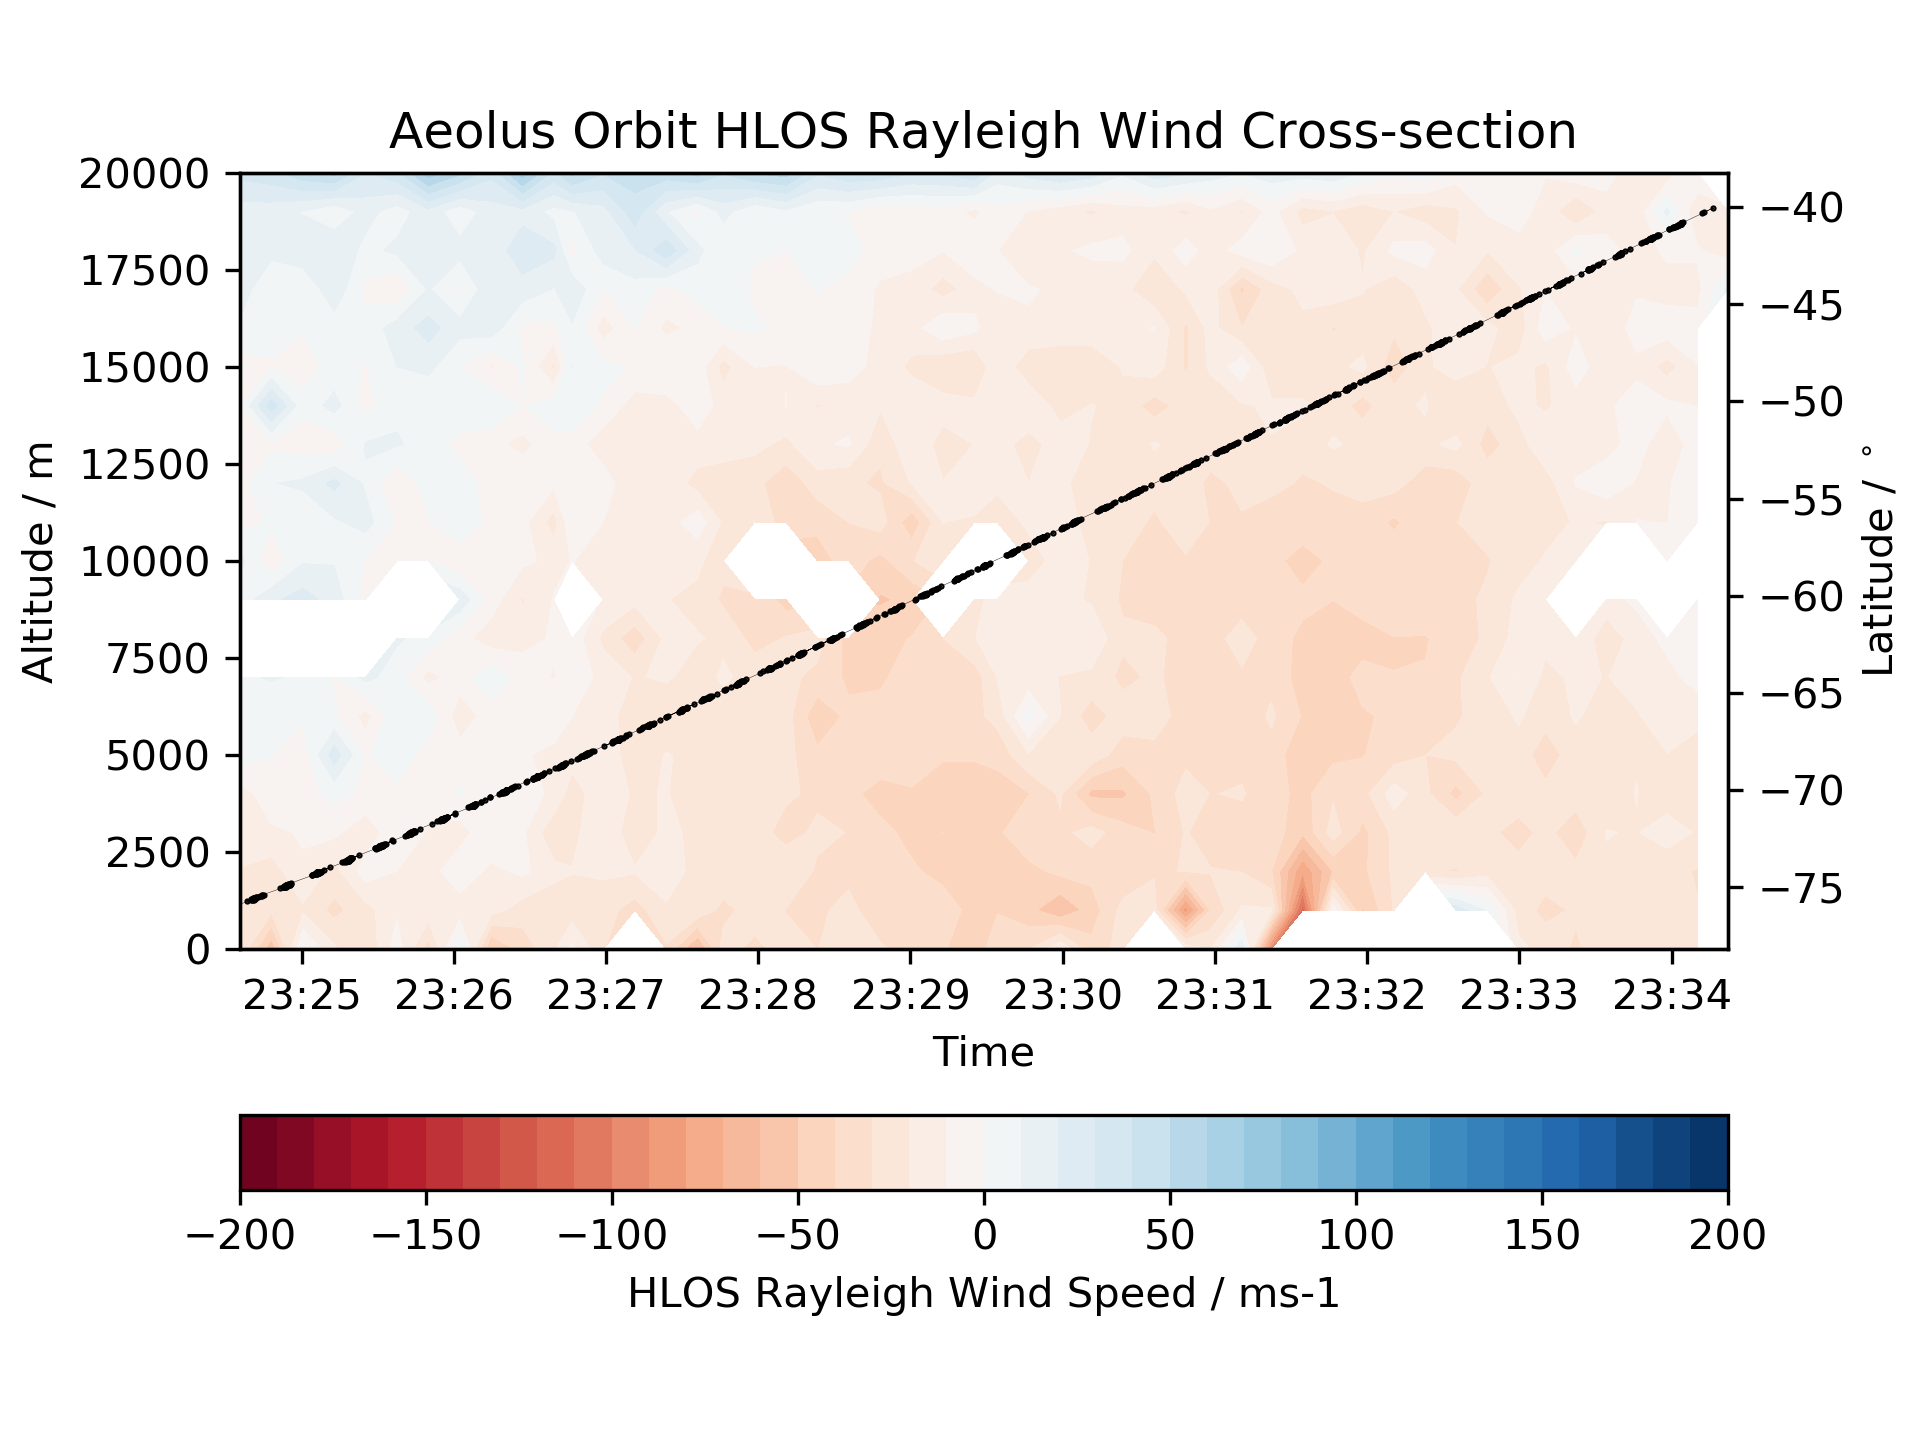 Aeolus Orbit HLOS Rayleigh Wind Cross-section
20000
17500
15000
12500
10000
7500
5000
2500
0
Altitude / m
−40
−45
−50
−55
−60
−65
−70
−75
Latitude / °
23:25 23:26 23:27 23:28 23:29 23:30 23:31 23:32 23:33 23:34
Time
−200 −150 −100 −50 0 50 100 150 200
HLOS Rayleigh Wind Speed / ms-1